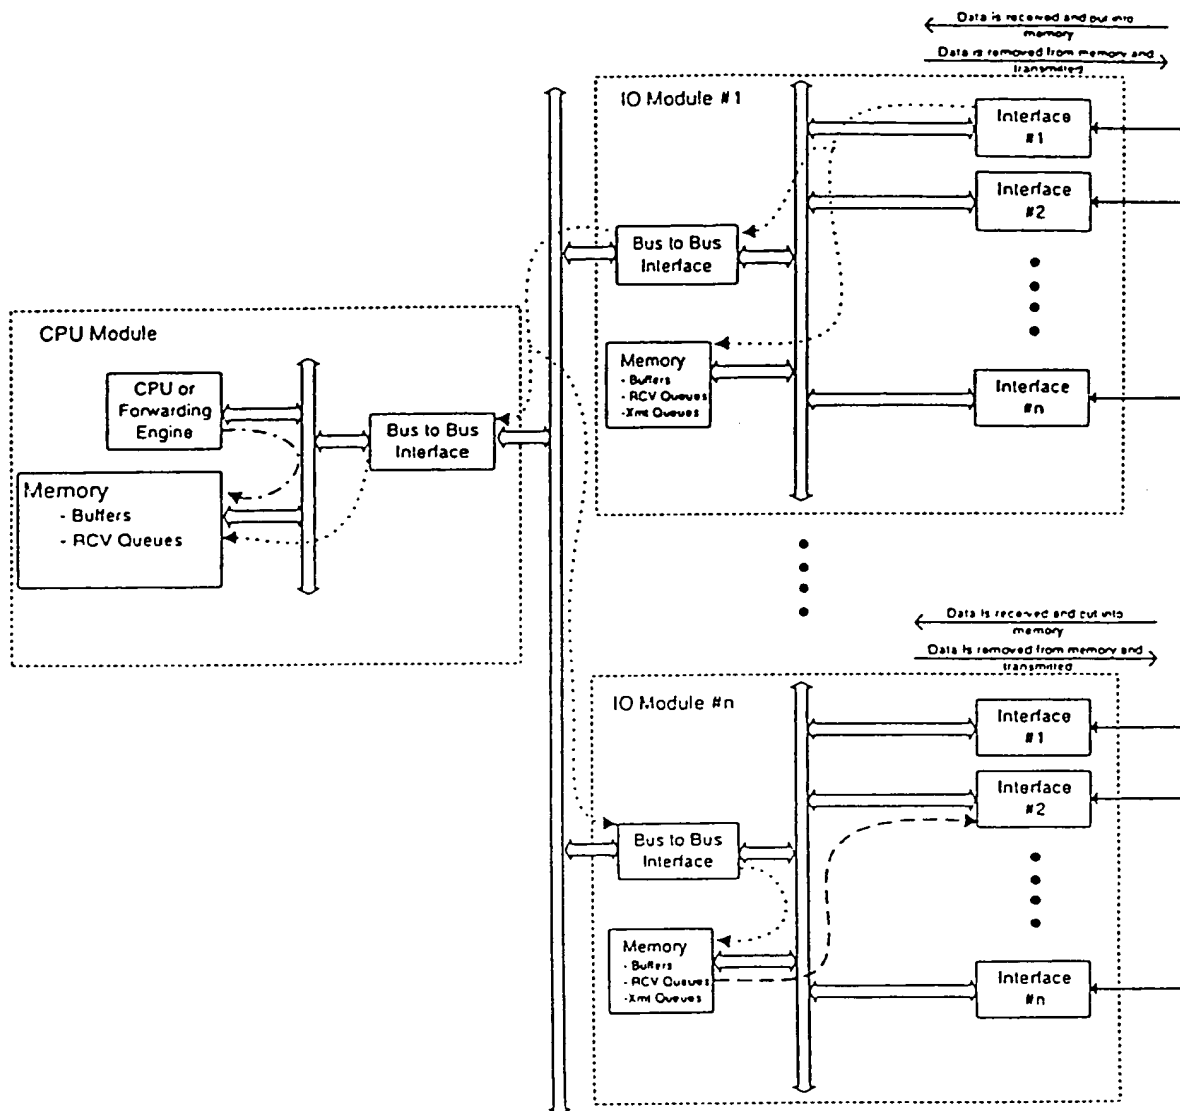 Data is received and put into
memory
Data is removed from memory and
transmitted
IO Module #1
Interface
#1
Interface
#2
Bus to Bus
Interface
CPU Module
Memory
- Buffers
- RCV Queues
-Xmt Queues
Interface
#n
CPU or
Forwarding
Engine
Bus to Bus
Interface
Memory
- Buffers
- RCV Queues
Data is received and put into
memory
Data is removed from memory and
transmitted
IO Module #n
Interface
#1
Interface
#2
Bus to Bus
Interface
Memory
- Buffers
- RCV Queues
-Xmt Queues
Interface
#n